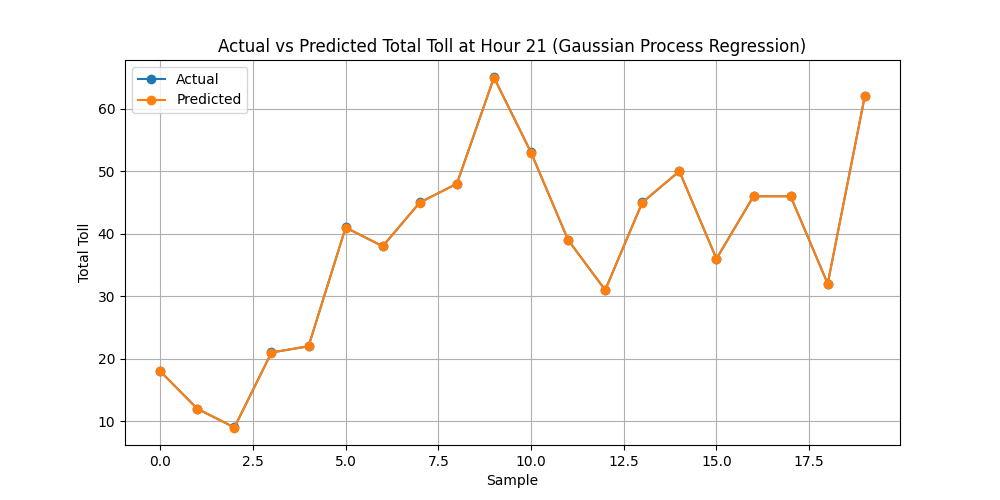 Actual vs Predicted Total Toll at Hour 21 (Gaussian Process Regression)
Actual
Predicted
60
50
40
30
20
10
Total Toll
0.0 2.5 5.0 7.5 10.0 12.5 15.0 17.5
Sample